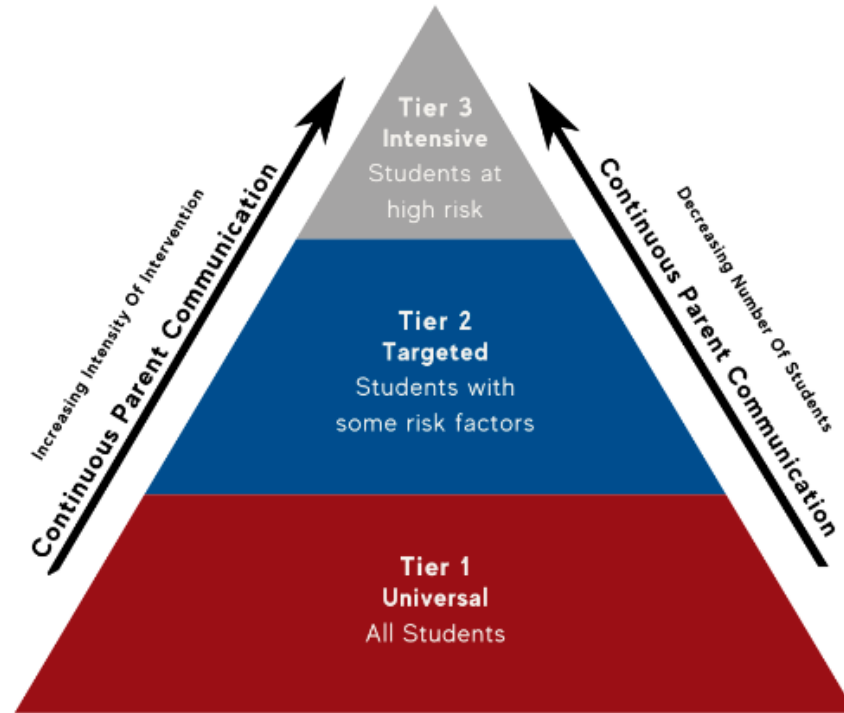 Tier 3
Intensive
Students at
high risk
Tier 2
Targeted
Students with
some risk factors
Tier 1
Universal
All Students
Increasing Intensity Of Intervention
Continuous Parent Communication
Continuous Parent Communication
Decreasing Number Of Students